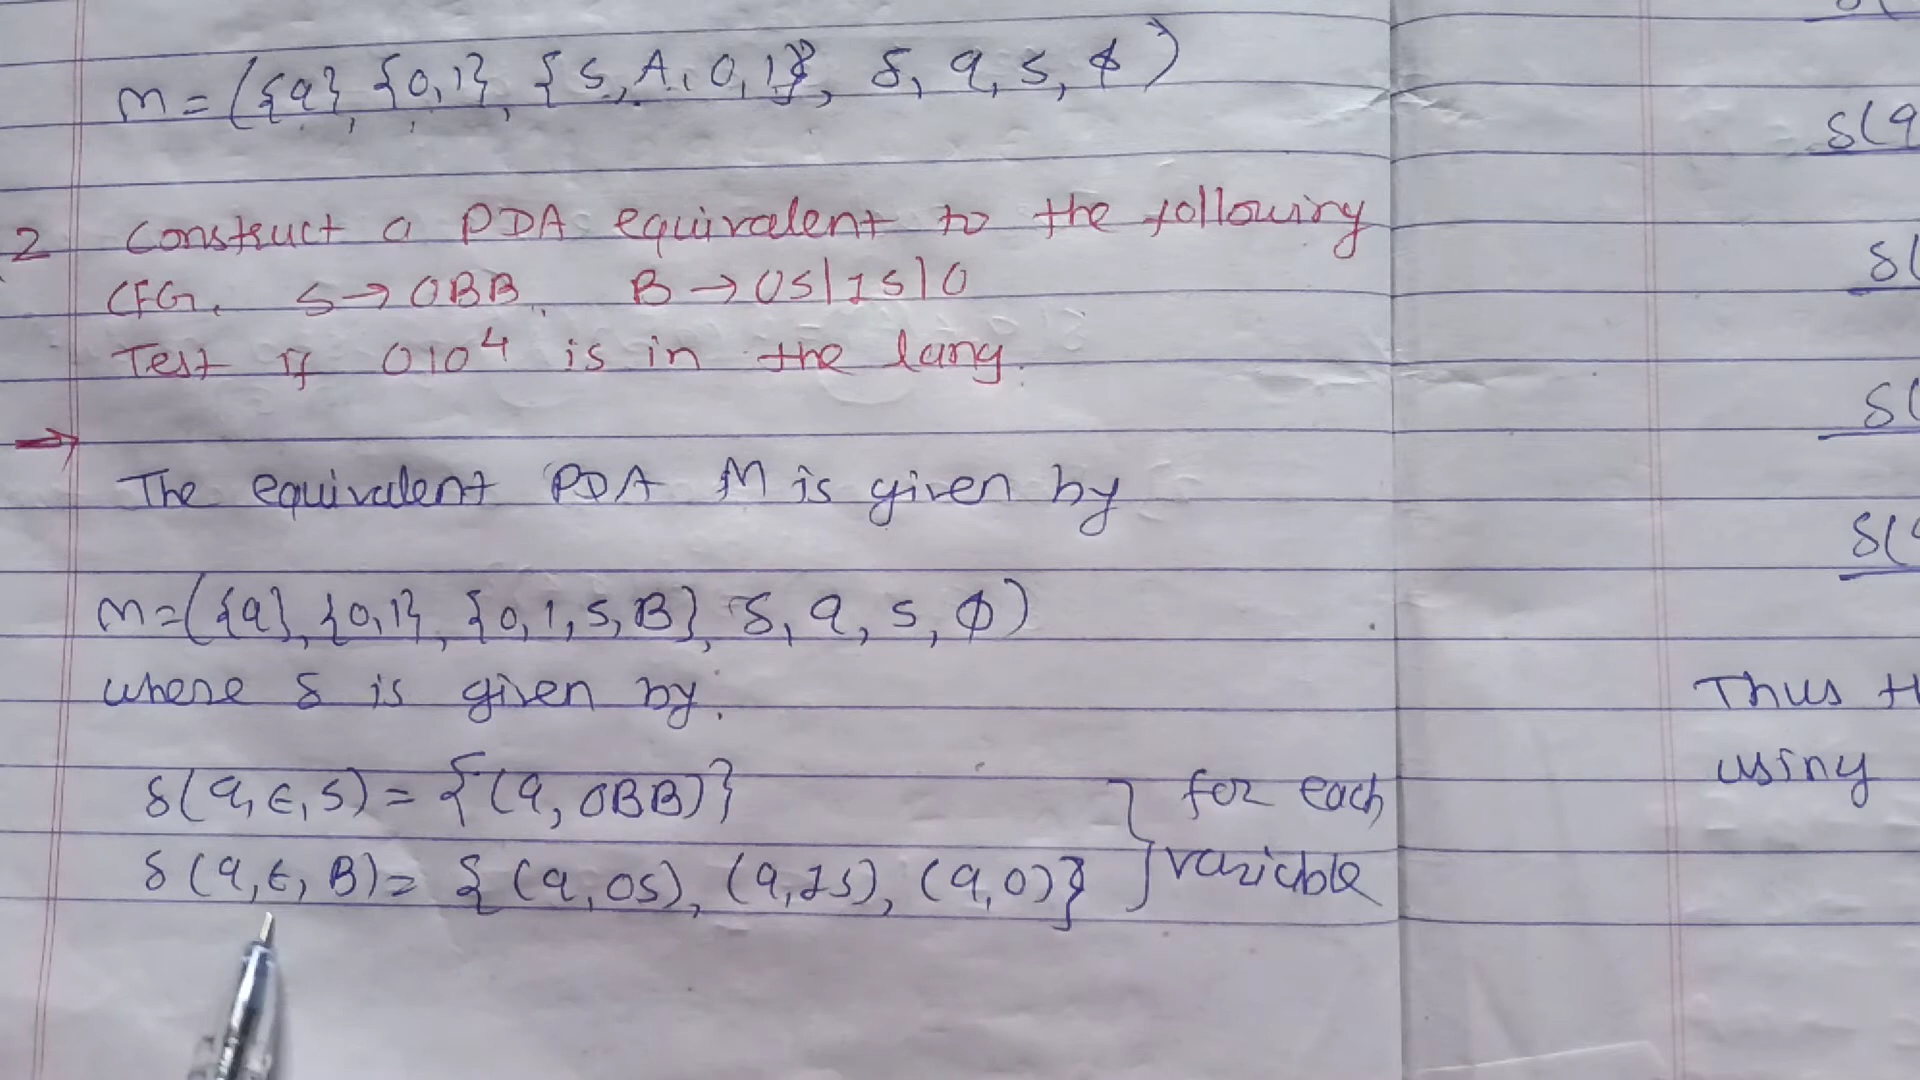 m = ({q}, {0,1}, {S, A, 0, 1}, δ, q, s, ϕ)
2 Construct a PDA equivalent to the following
CFG, S → 0BB, B → 0S|1S|0
Test if 010⁴ is in the lang.
→
The equivalent PDA M is given by
m = ({q}, {0,1}, {0,1,S,B}, δ, q, s, ϕ)
where δ is given by:
δ(q,ϵ,S) = {(q, 0BB)} } for each
δ(q,ϵ,B) = {(q, 0S), (q,1S), (q,0)} } variable
δ(q
δ(
δ(
δ(
Thus
using